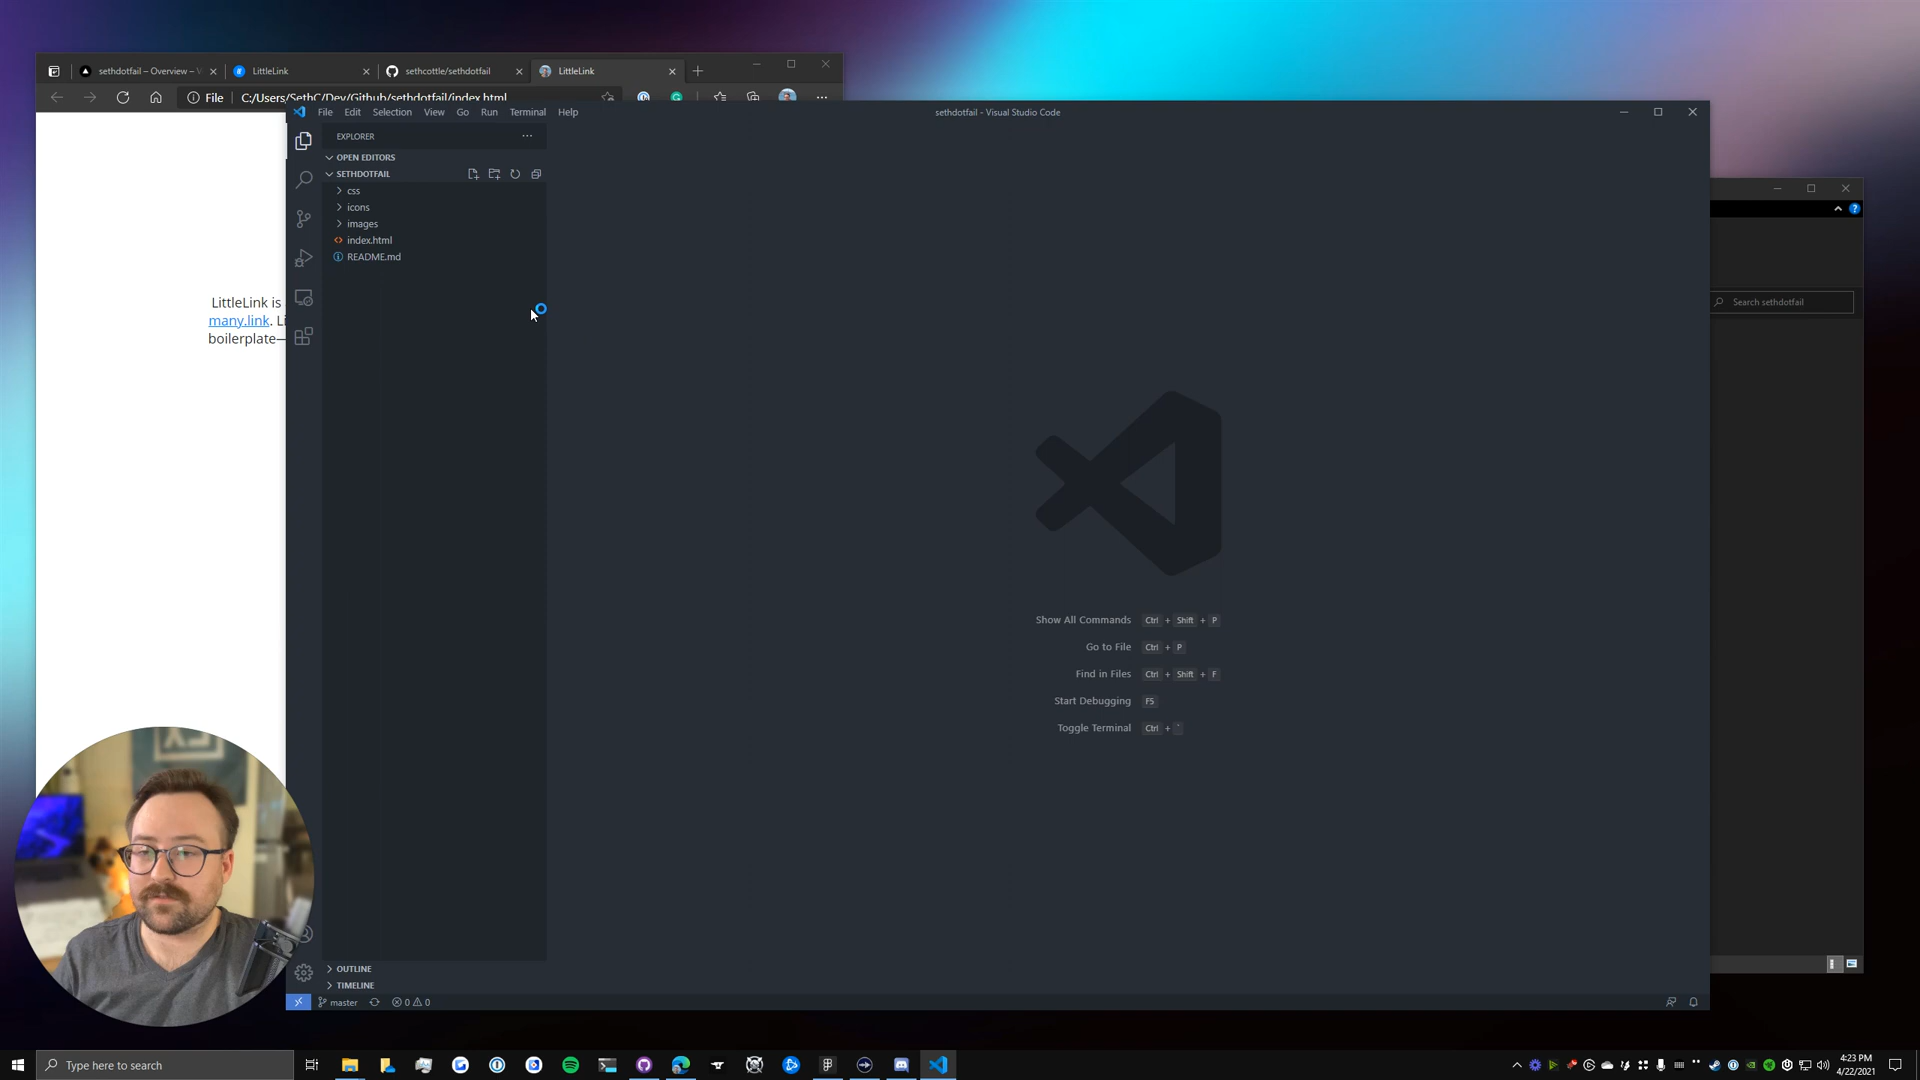 sethdotfail – Overview – V
LittleLink
sethcottle/sethdotfail
LittleLink
File
C:/Users/SethC/Dev/Github/sethdotfail/index.html
File Edit Selection View Go Run Terminal Help
sethdotfail - Visual Studio Code
EXPLORER
OPEN EDITORS
SETHDOTFAIL
css
icons
images
index.html
README.md
LittleLink is
many.link. Li
boilerplate—
Search sethdotfail
Show All Commands Ctrl + Shift + P
Go to File Ctrl + P
Find in Files Ctrl + Shift + F
Start Debugging F5
Toggle Terminal Ctrl + `
OUTLINE
TIMELINE
master
0 0
Type here to search
4:23 PM
4/22/2021